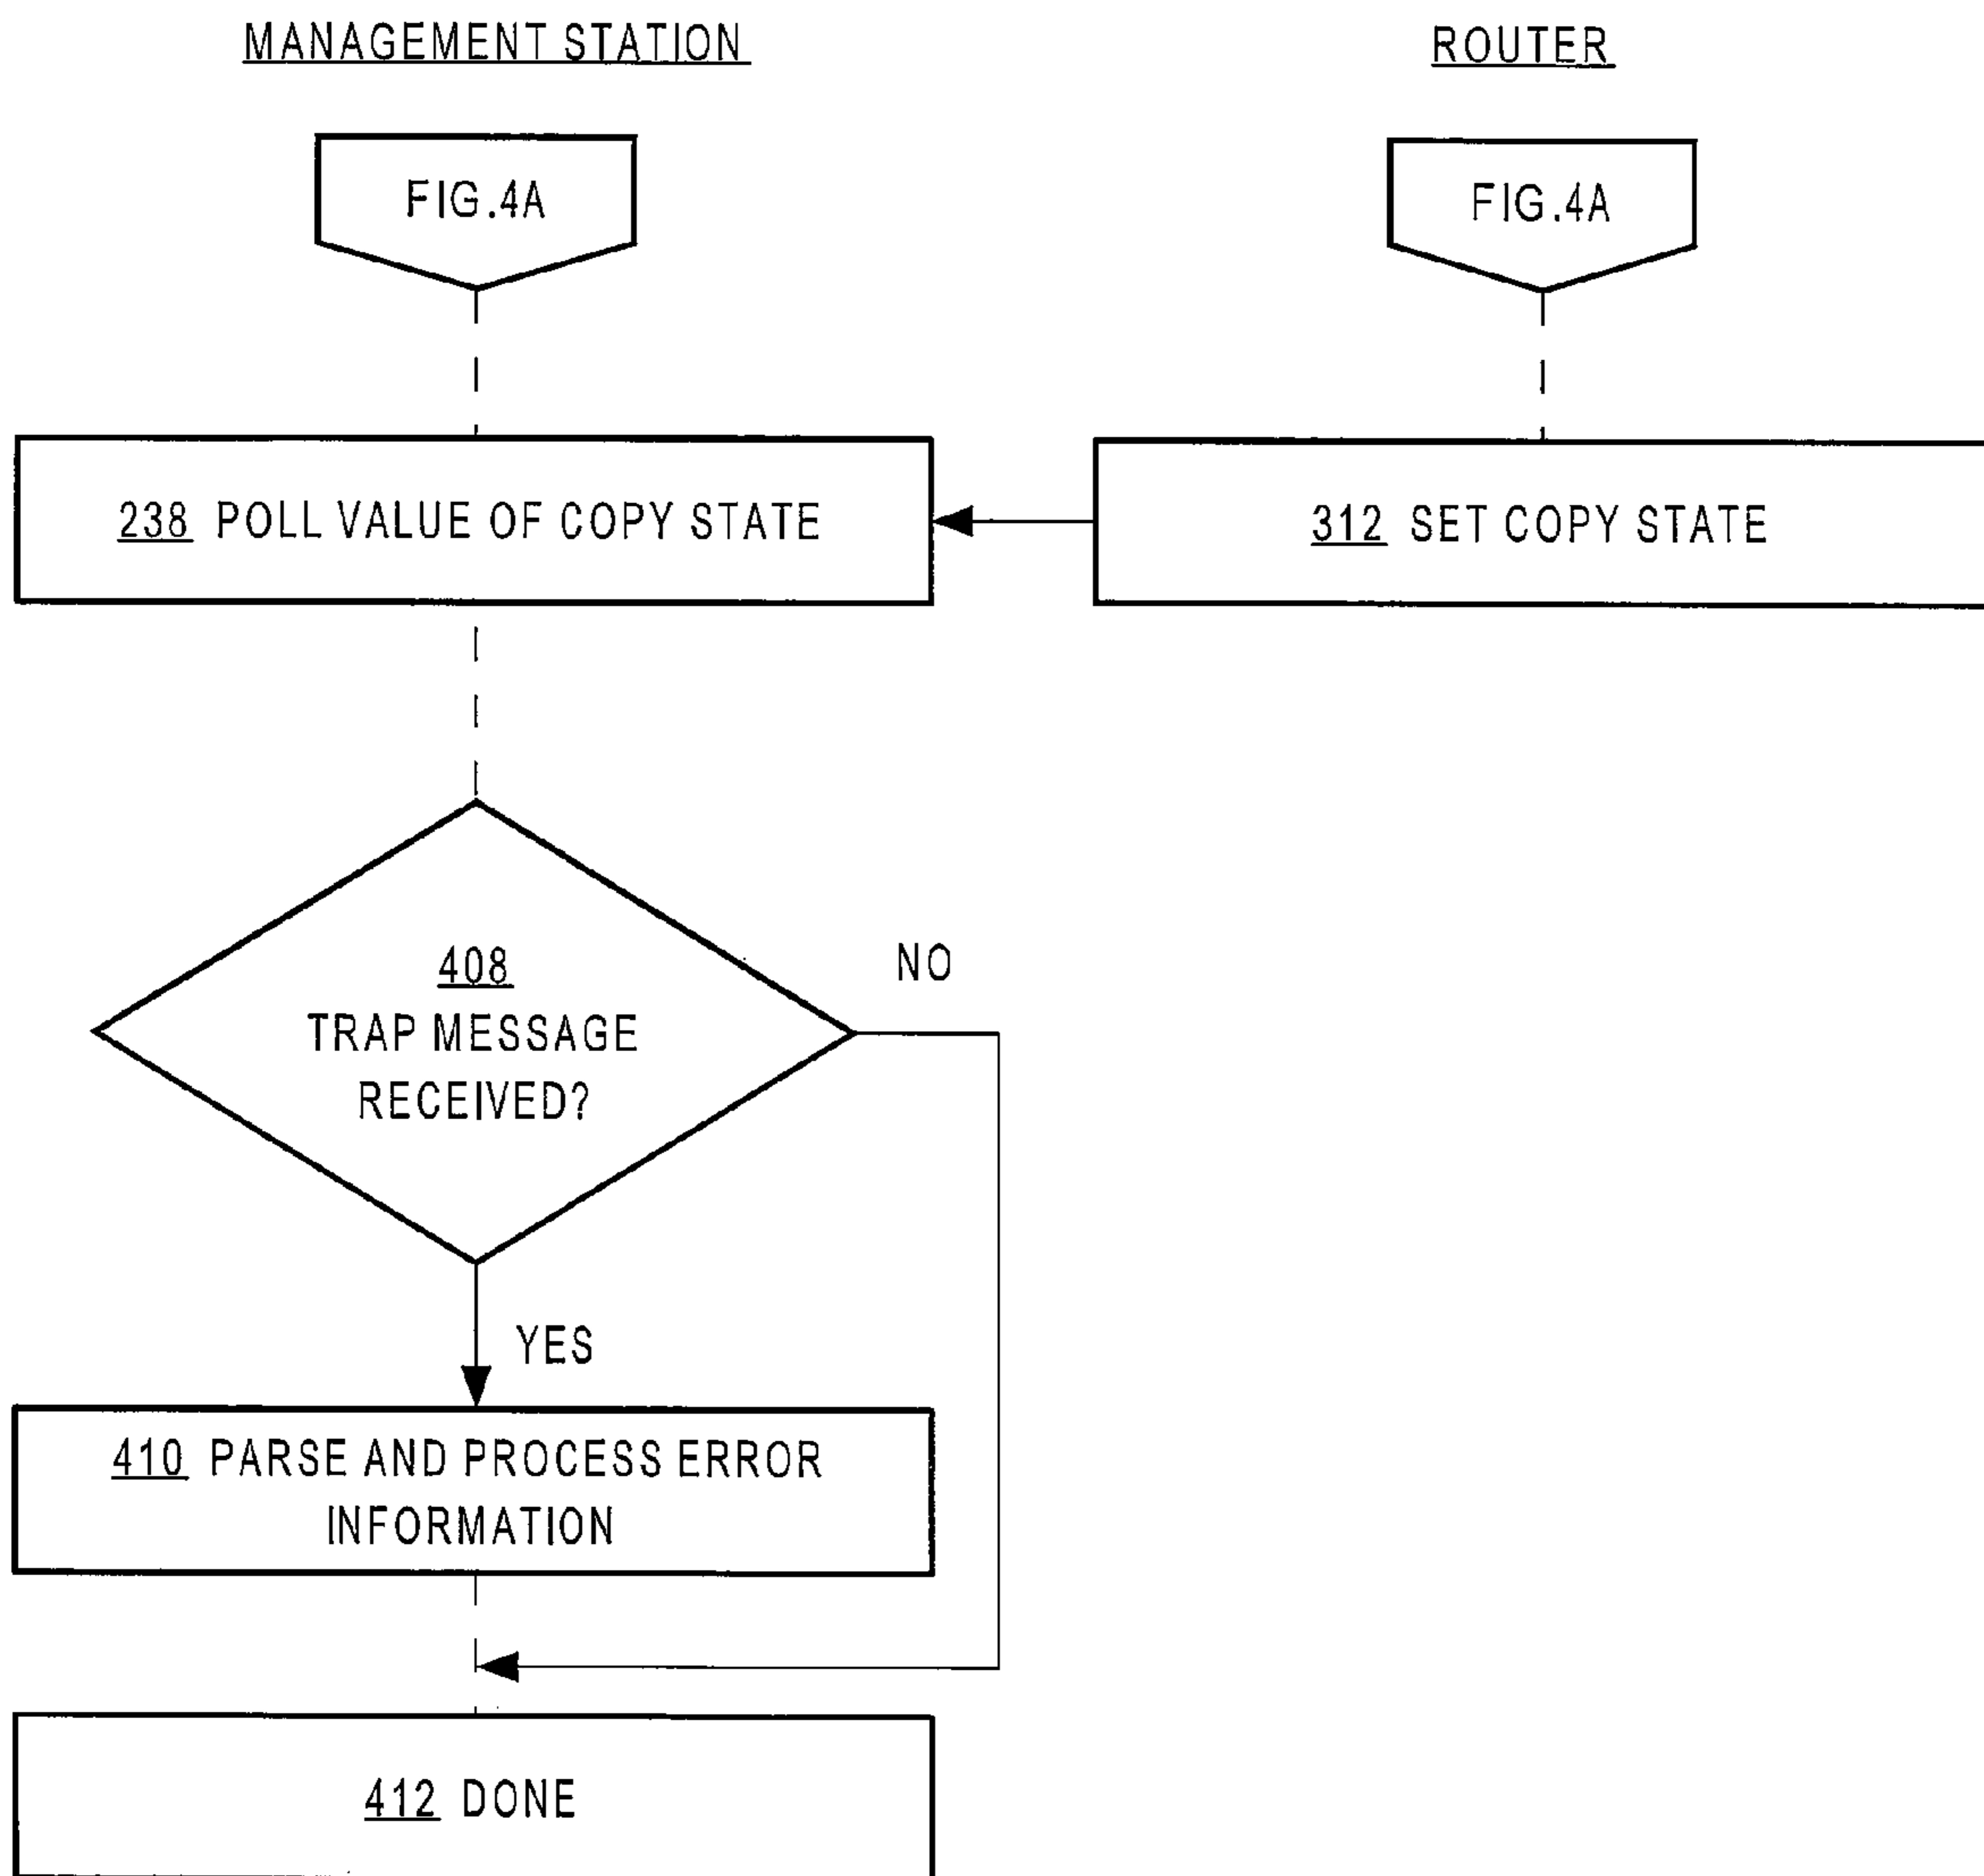 MANAGEMENT STATION
ROUTER
FIG.4A
FIG.4A
238 POLL VALUE OF COPY STATE
312 SET COPY STATE
408
TRAP MESSAGE
RECEIVED?
NO
YES
410 PARSE AND PROCESS ERROR
INFORMATION
412 DONE